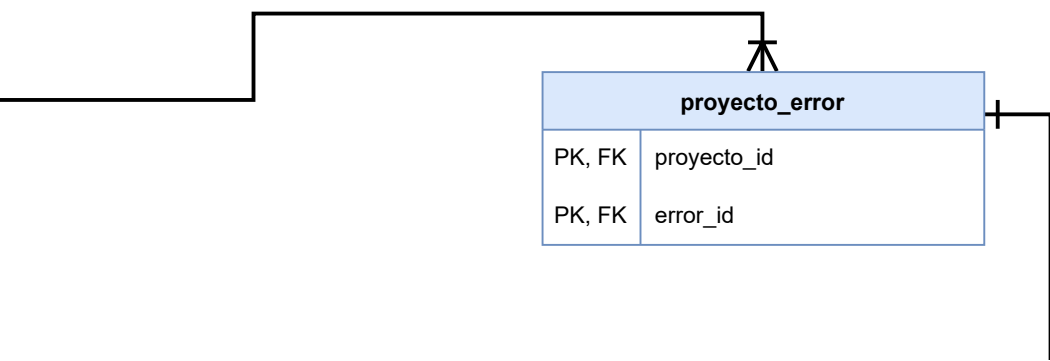 proyecto_error
PK, FK proyecto_id
PK, FK error_id